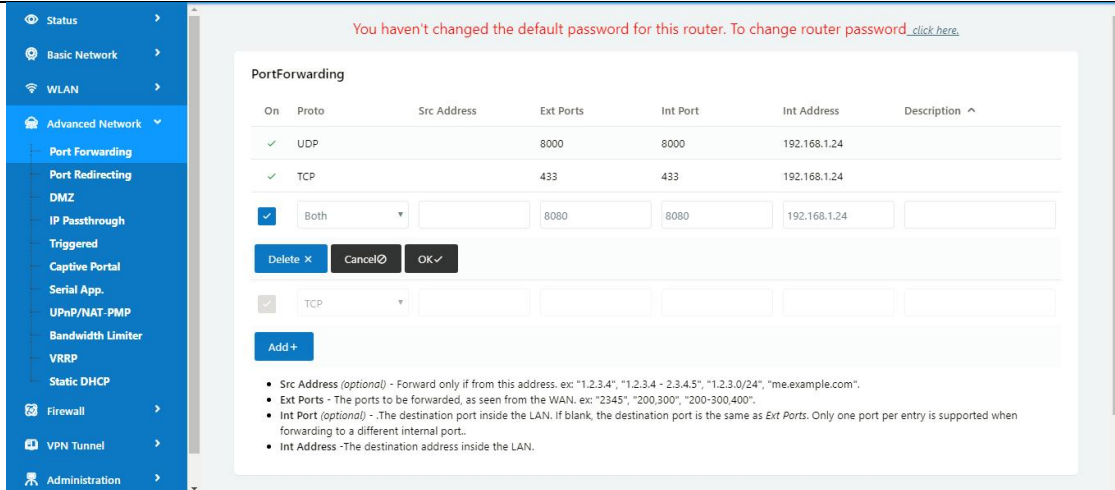 You haven't changed the default password for this router. To change router password click here.
Status
Basic Network
WLAN
Advanced Network
Port Forwarding
Port Redirecting
DMZ
IP Passthrough
Triggered
Captive Portal
Serial App.
UPnP/NAT-PMP
Bandwidth Limiter
VRRP
Static DHCP
Firewall
VPN Tunnel
Administration
PortForwarding
On Proto Src Address Ext Ports Int Port Int Address Description
UDP 8000 8000 192.168.1.24
TCP 433 433 192.168.1.24
Both 8080 8080 192.168.1.24
Delete Cancel OK
TCP
Add+
Src Address (optional) - Forward only if from this address. ex: "1.2.3.4", "1.2.3.4 - 2.3.4.5", "1.2.3.0/24", "me.example.com".
Ext Ports - The ports to be forwarded, as seen from the WAN. ex: "2345", "200,300", "200-300,400".
Int Port (optional) - .The destination port inside the LAN. If blank, the destination port is the same as Ext Ports. Only one port per entry is supported when
forwarding to a different internal port..
Int Address -The destination address inside the LAN.